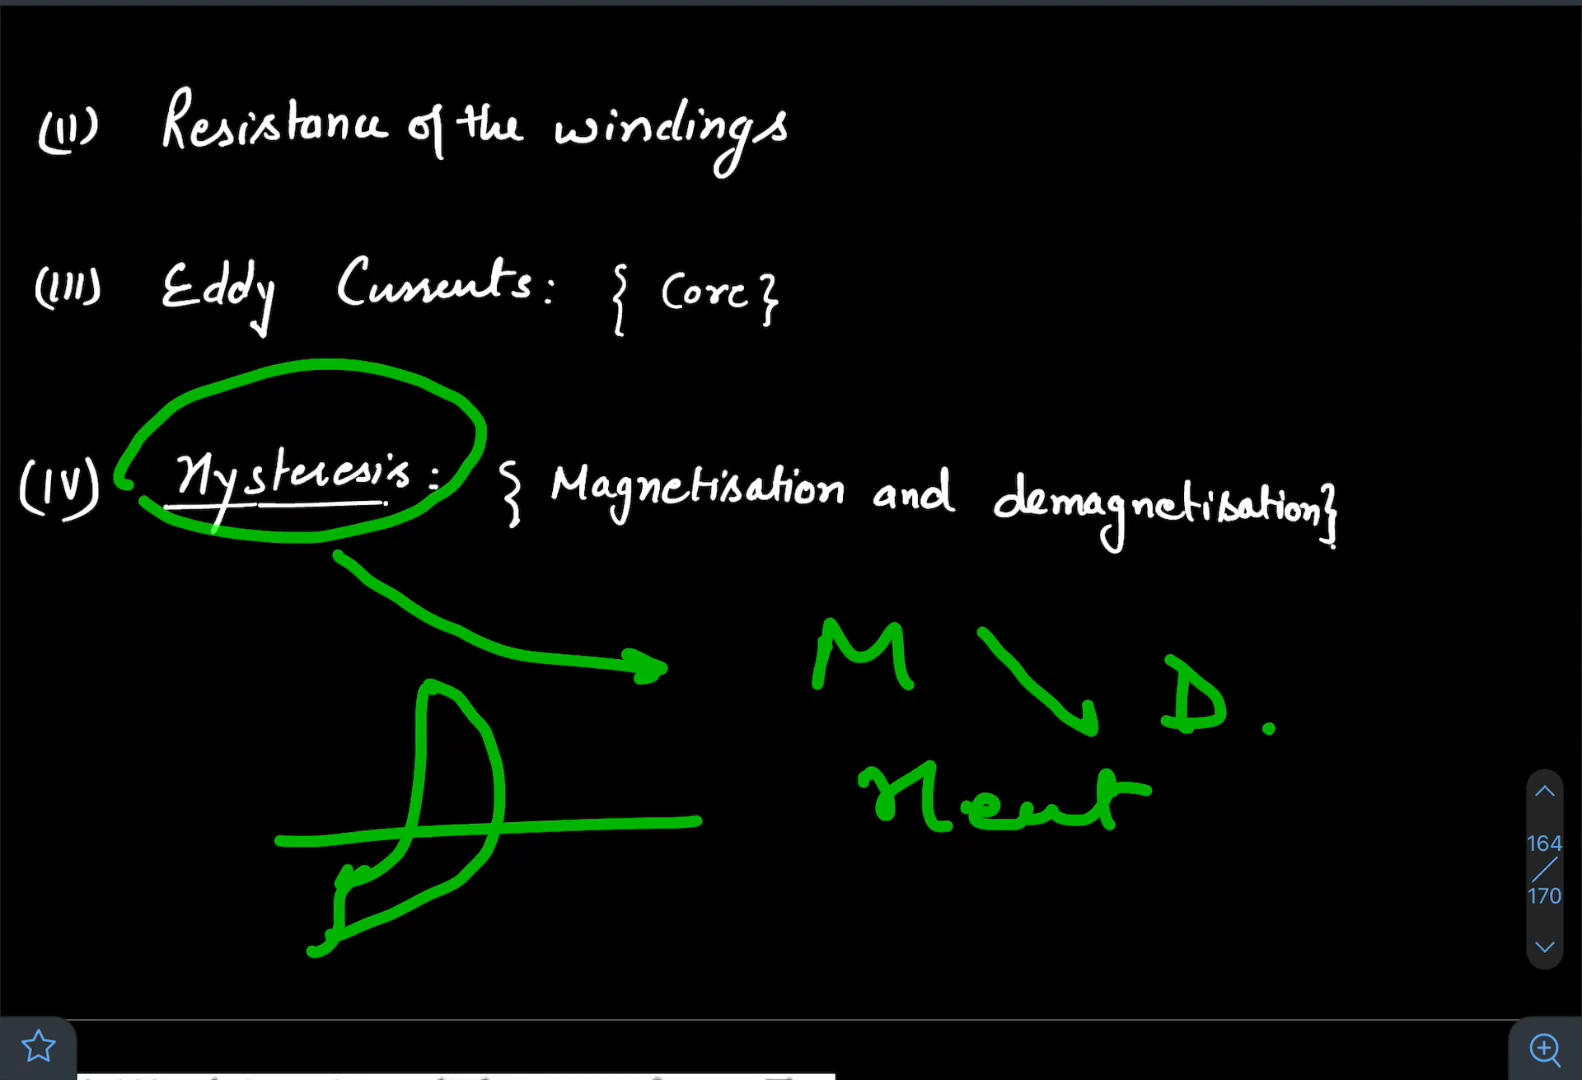 (II) Resistance of the windings
(III) Eddy Currents: { Core}
(IV) Hysteresis: { Magnetisation and demagnetisation}
M D.
Heat
164
170